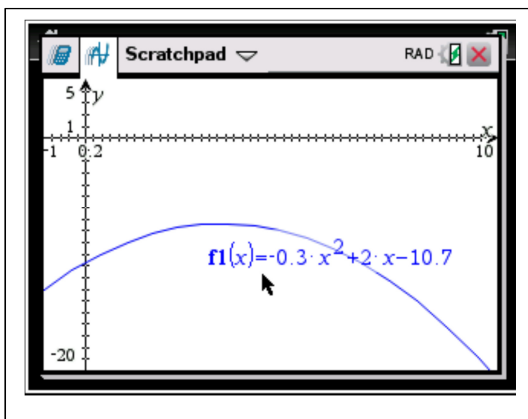 Scratchpad RAD
5 y
1
x
-1 0.2 10
f1(x)=-0.3·x²+2·x-10.7
-20